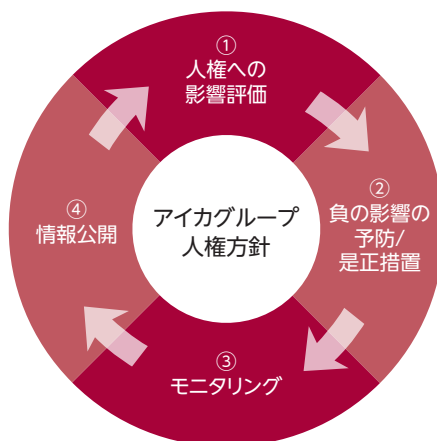 ①
人権への
影響評価
②
負の影響の
予防/
是正措置
③
モニタリング
④
情報公開
アイカグループ
人権方針